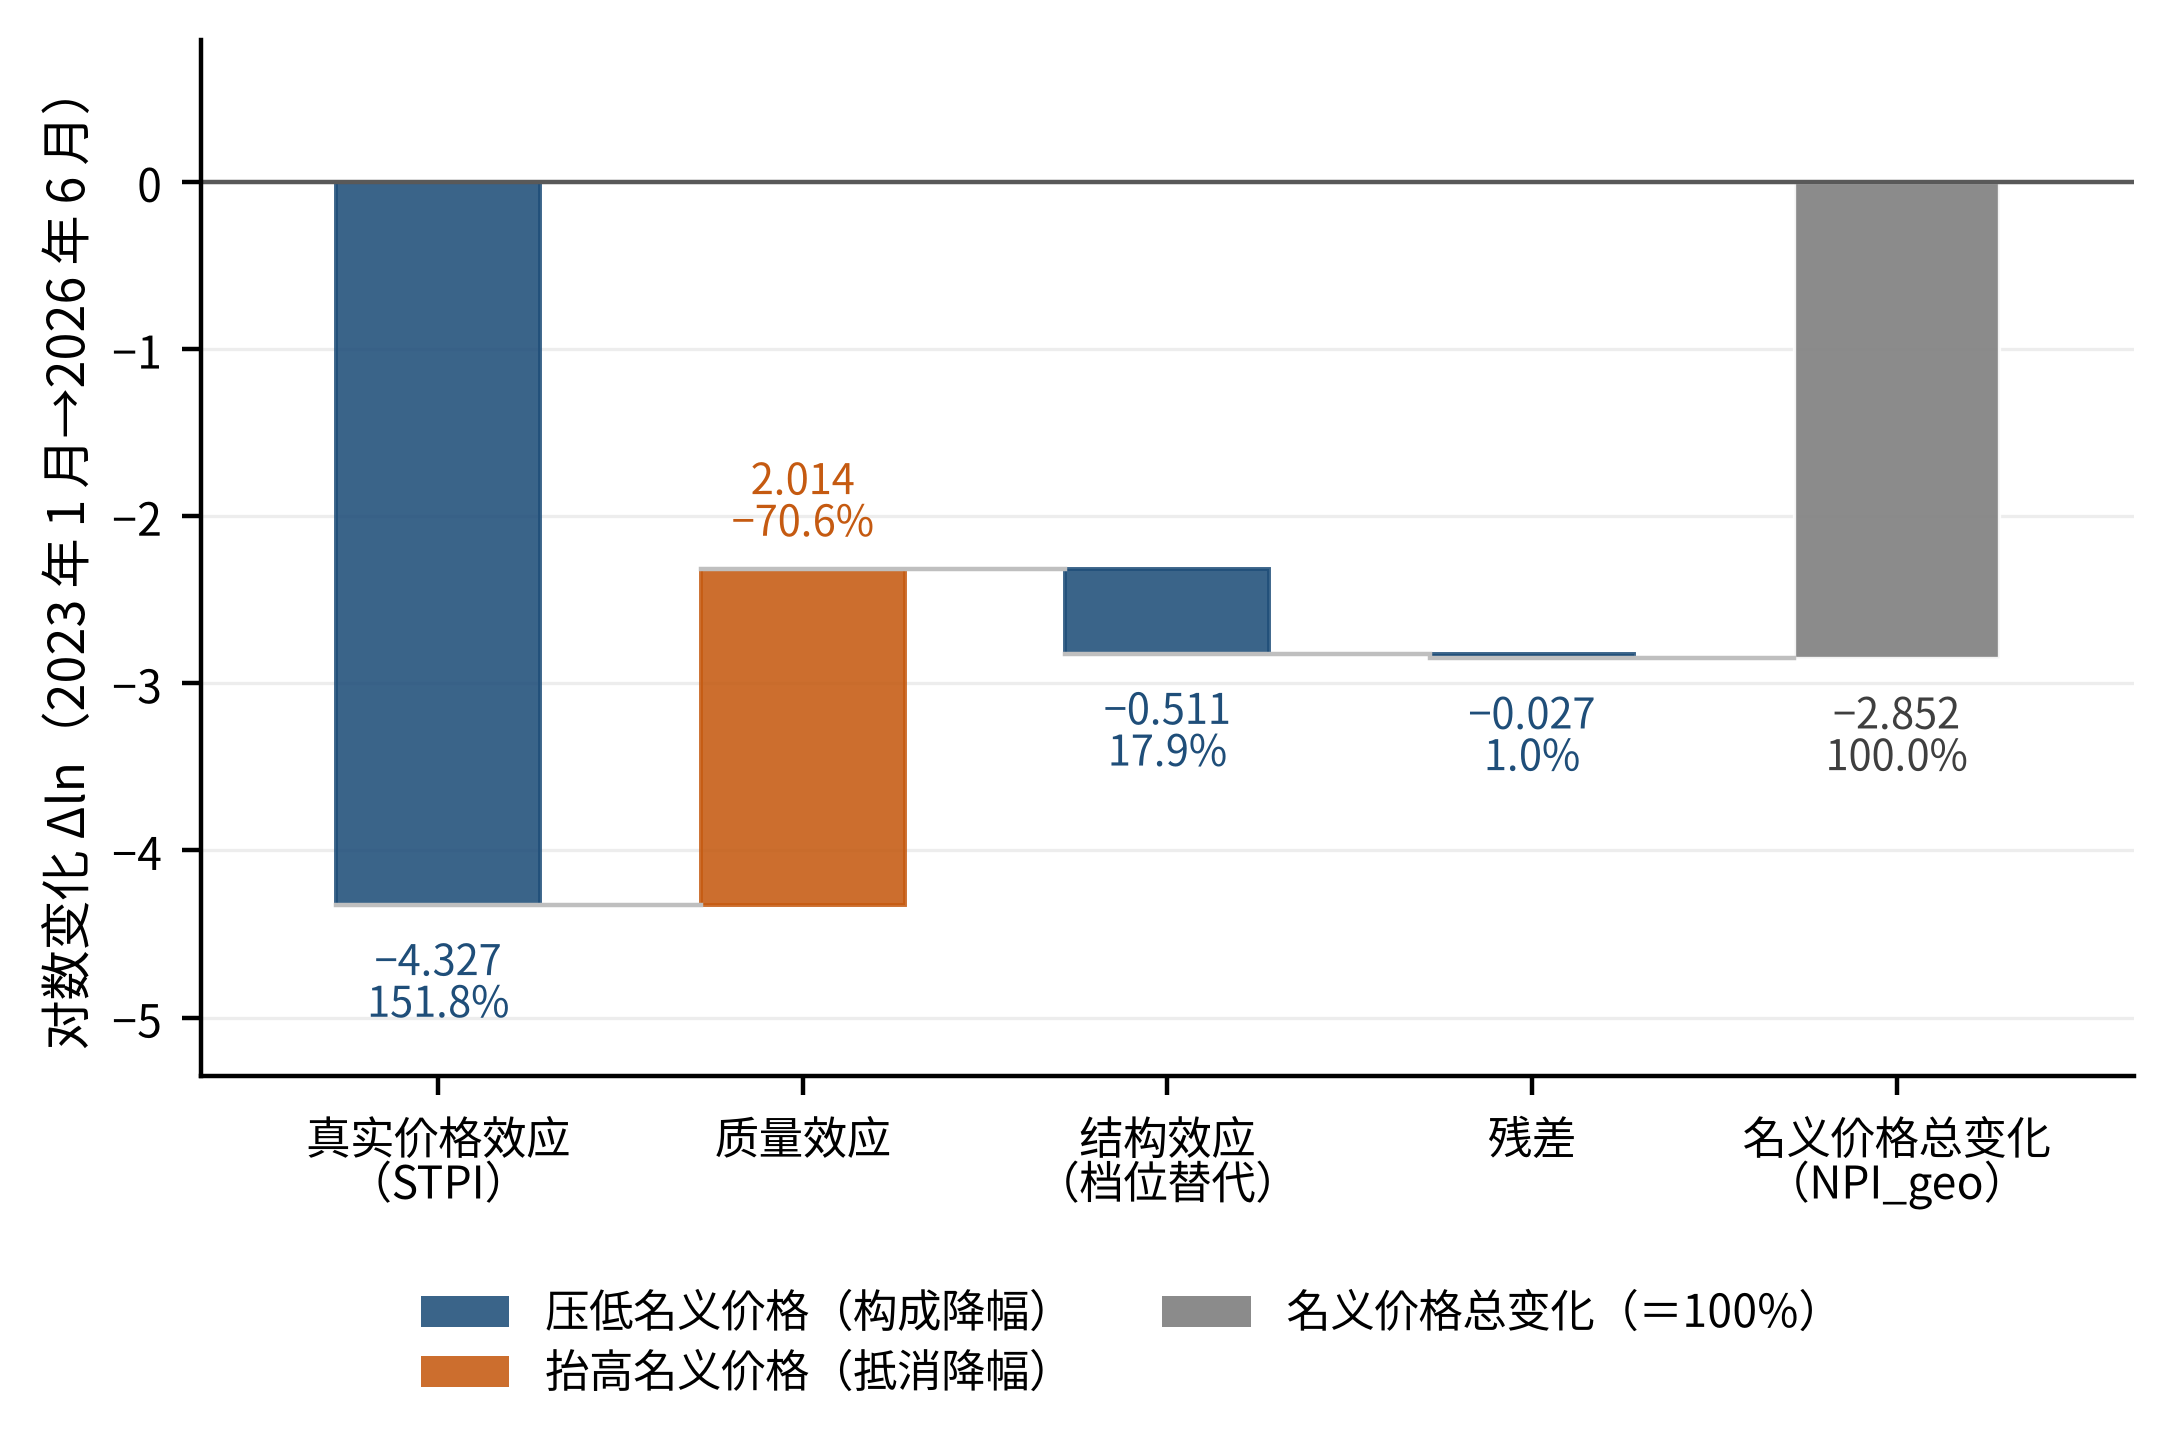 对数变化 Δln（2023 年 1 月→2026 年 6 月）
0
−1
−2
−3
−4
−5
2.014
−70.6%
−0.511
17.9%
−0.027
1.0%
−2.852
100.0%
−4.327
151.8%
真实价格效应
（STPI）
质量效应
结构效应
（档位替代）
残差
名义价格总变化
（NPI_geo）
压低名义价格（构成降幅）
抬高名义价格（抵消降幅）
名义价格总变化（＝100%）